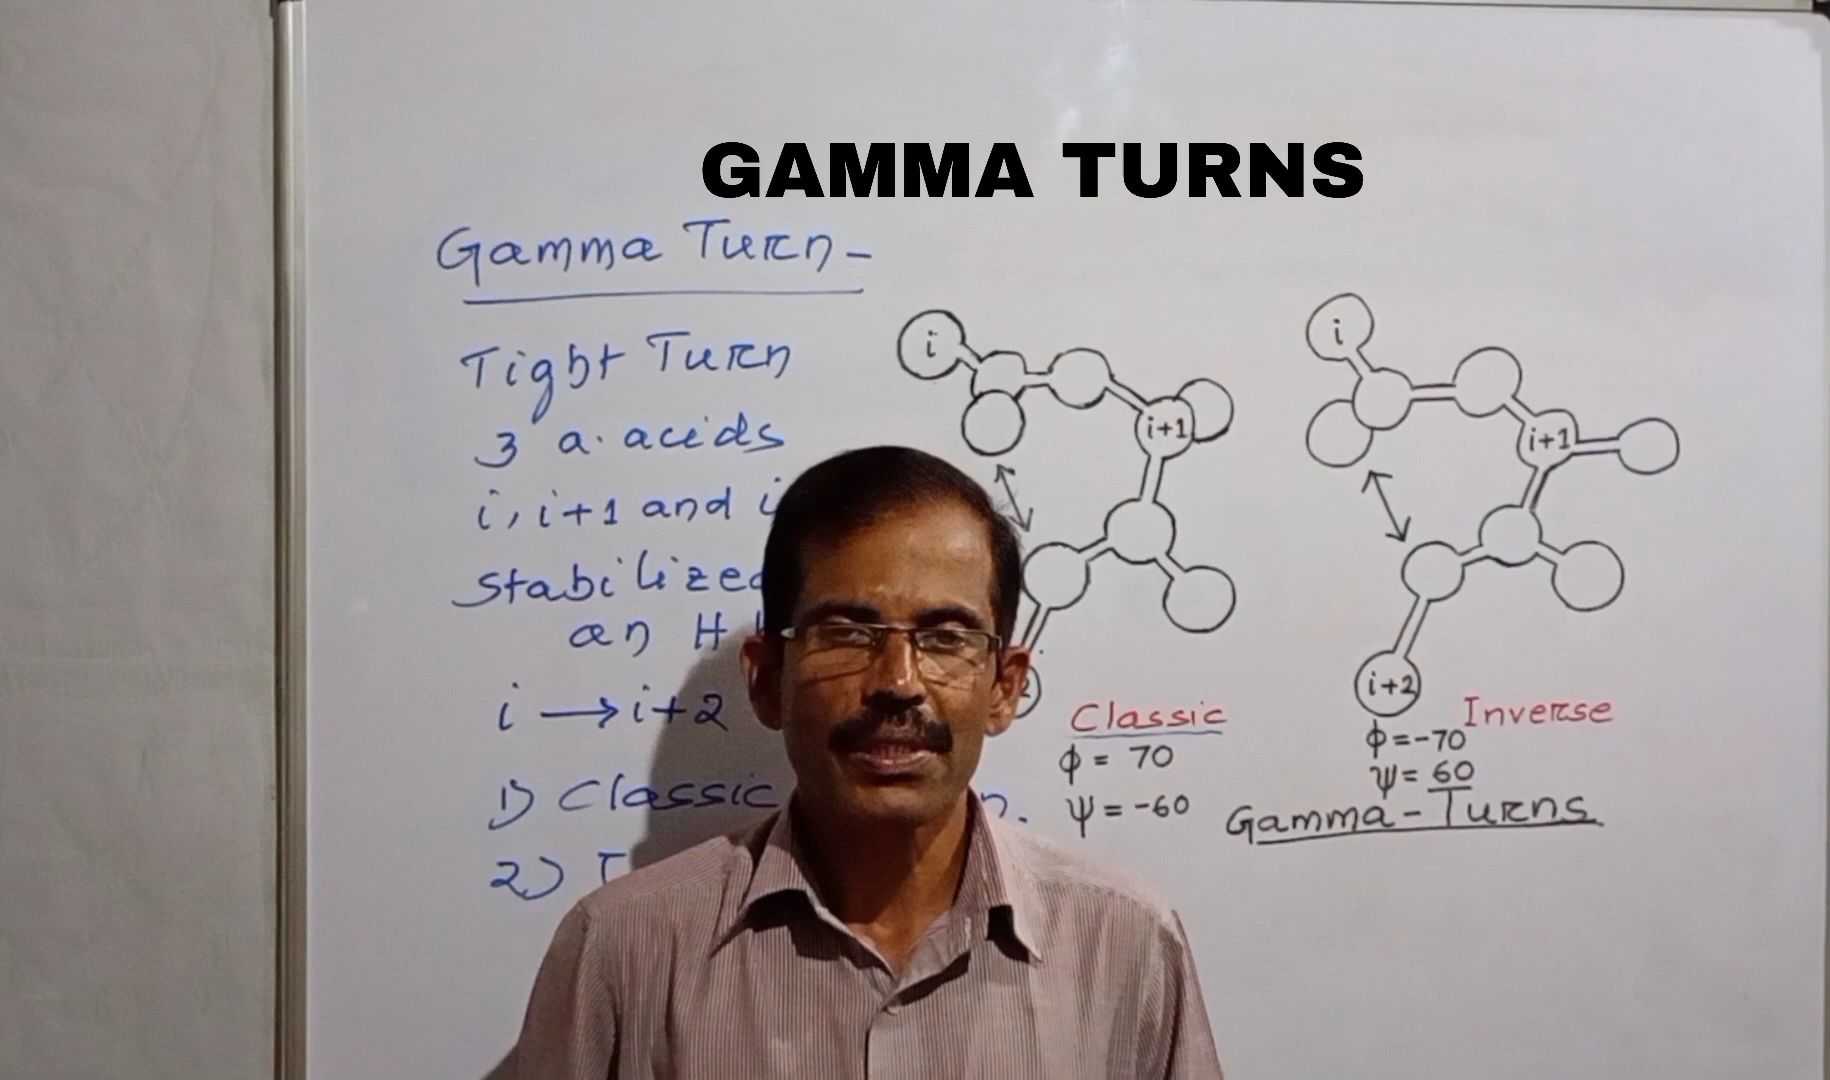 GAMMA TURNS
Gamma Turn -
Tight Turn
3 a. acids
i, i+1 and i
Stabilized
an H
i → i+2
1) Classic
2)
i
i+1
Classic
ϕ = 70
ψ = -60
i
i+1
i+2
Inverse
ϕ = -70
ψ = 60
Gamma - Turns